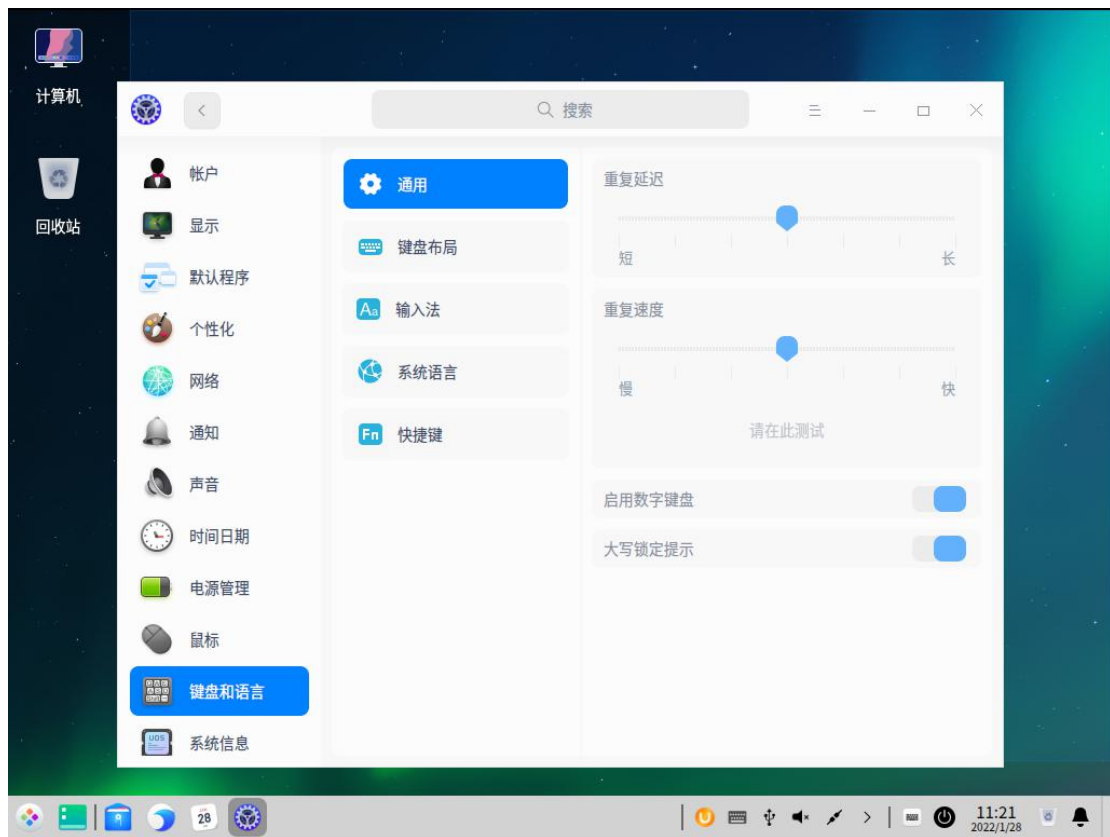 计算机
回收站
搜索
帐户
显示
默认程序
个性化
网络
通知
声音
时间日期
电源管理
鼠标
键盘和语言
UOS
系统信息
通用
键盘布局
Aa
输入法
系统语言
Fn
快捷键
重复延迟
短 长
重复速度
慢 快
请在此测试
启用数字键盘
大写锁定提示
28
11:21
2022/1/28